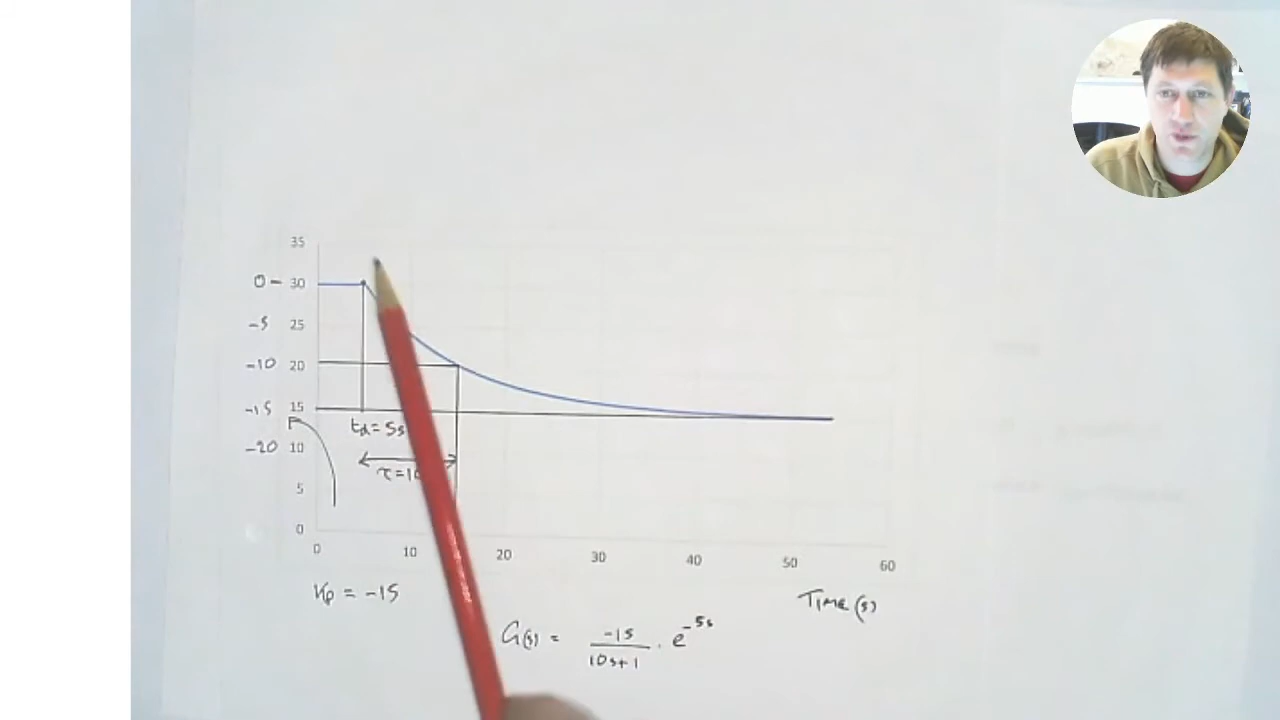 35
0 – 30
-5 25
-10 20
-15 15
td = 5s
-20 10
τ = 1
5
0
0 10 20 30 40 50 60
Kp = -15
TIME (s)
G(s) = -15 / 10s+1 . e^-5s